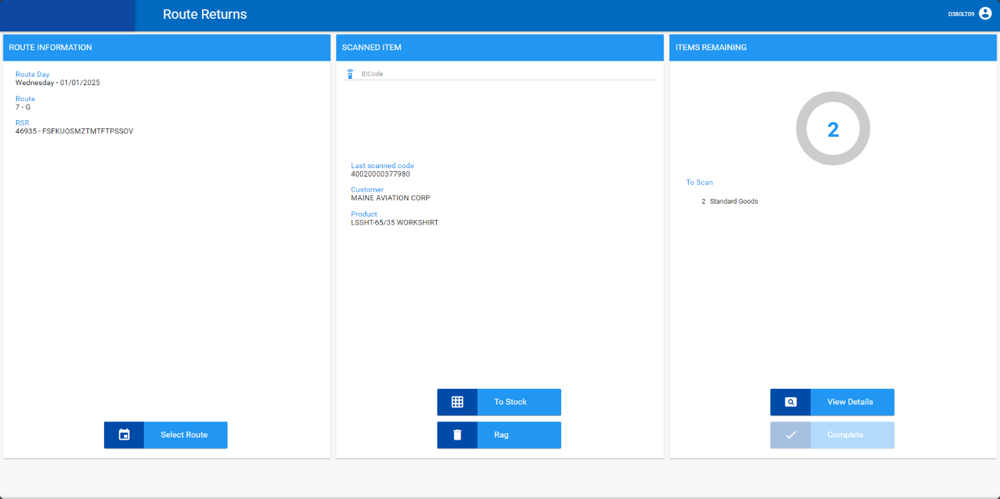 Route Returns
D380LT09
ROUTE INFORMATION
Route Day
Wednesday - 01/01/2025
Route
7 - G
RSR
46935 - FSFKUOSMZTMTFTPSSOV
Select Route
SCANNED ITEM
IDCode
Last scanned code
40020000377980
Customer
MAINE AVIATION CORP
Product
LSSHT-65/35 WORKSHIRT
To Stock
Rag
ITEMS REMAINING
2
To Scan
2 Standard Goods
View Details
Complete